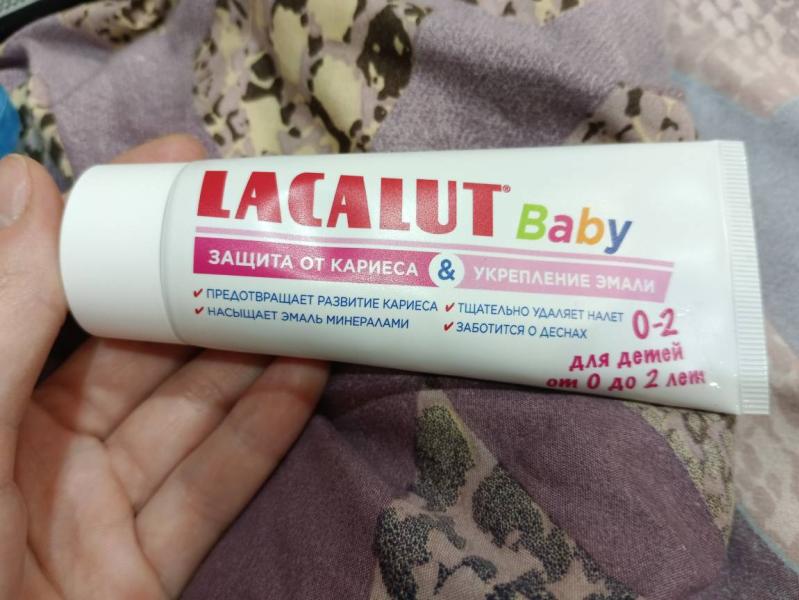 LACALUT® Baby
ЗАЩИТА ОТ КАРИЕСА & УКРЕПЛЕНИЕ ЭМАЛИ
✓ ПРЕДОТВРАЩАЕТ РАЗВИТИЕ КАРИЕСА
✓ НАСЫЩАЕТ ЭМАЛЬ МИНЕРАЛАМИ
✓ ТЩАТЕЛЬНО УДАЛЯЕТ НАЛЕТ
✓ ЗАБОТИТСЯ О ДЕСНАХ
0-2
для детей
от 0 до 2 лет